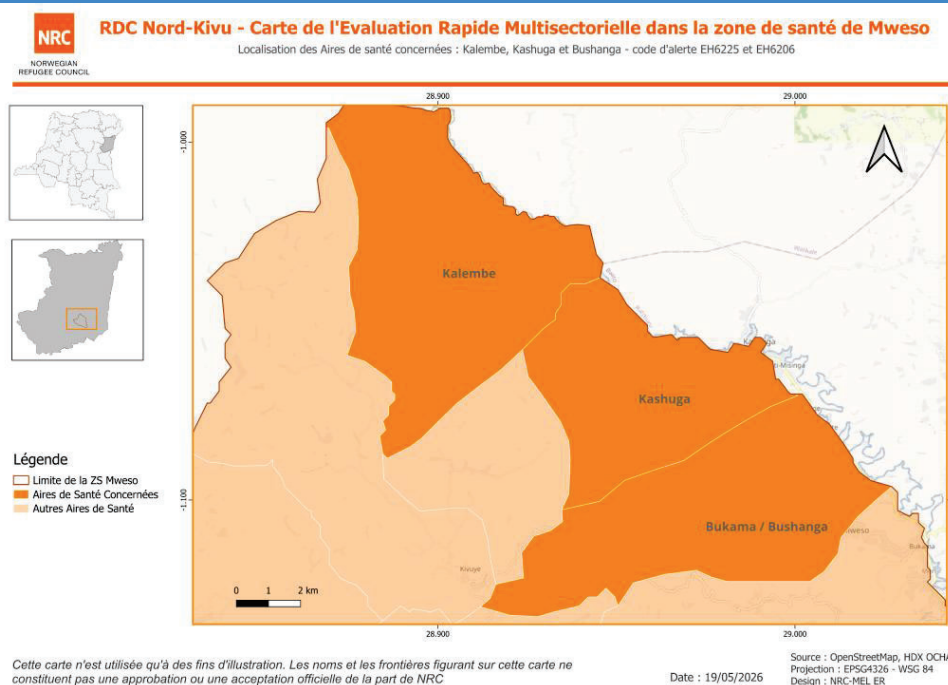 NRC
NORWEGIAN
REFUGEE COUNCIL
RDC Nord-Kivu - Carte de l'Evaluation Rapide Multisectorielle dans la zone de santé de Mweso
Localisation des Aires de santé concernées : Kalembe, Kashuga et Bushanga - code d'alerte EH6225 et EH6206
28.900
29.000
-1.000
Kalembe
Kashuga
-1.100
Bukama / Bushanga
Kivuye
0 1 2 km
28.900
29.000
Légende
Limite de la ZS Mweso
Aires de Santé Concernées
Autres Aires de Santé
Cette carte n'est utilisée qu'à des fins d'illustration. Les noms et les frontières figurant sur cette carte ne
constituent pas une approbation ou une acceptation officielle de la part de NRC
Date : 19/05/2026
Source : OpenStreetMap, HDX OCHA
Projection : EPSG4326 - WSG 84
Design : NRC-MEL ER